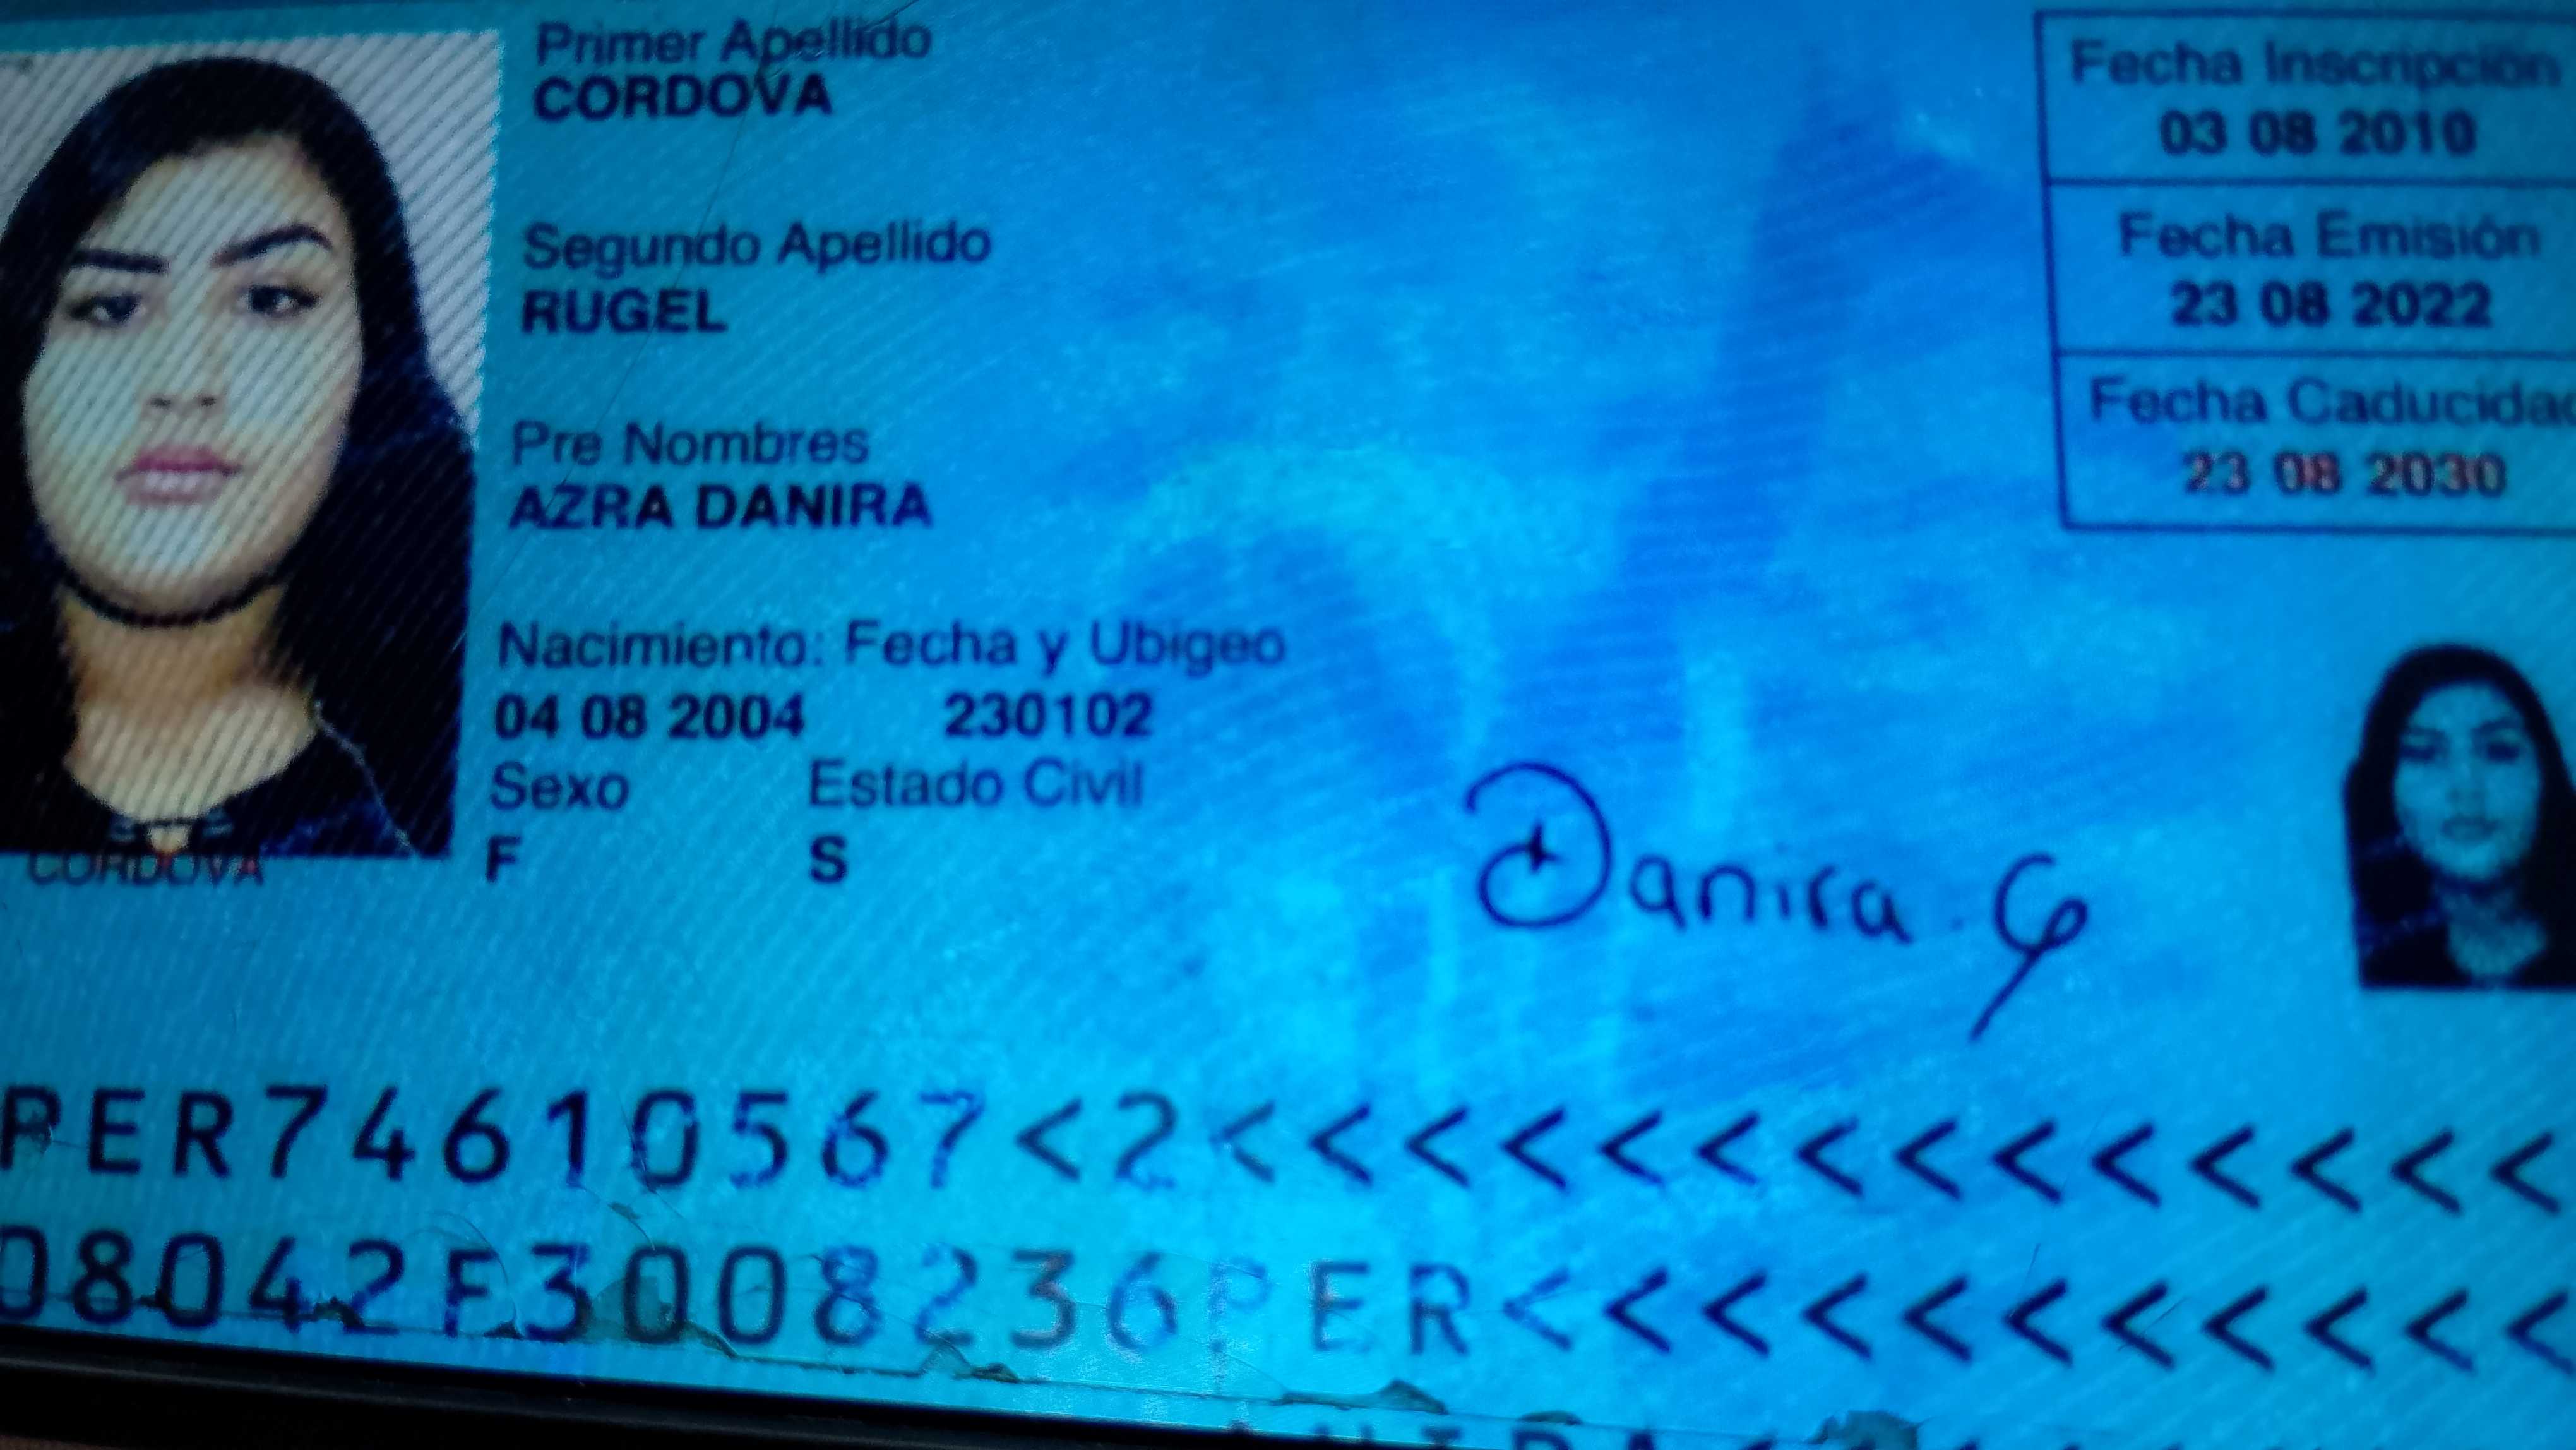 Primer Apellido
CORDOVA
Segundo Apellido
RUGEL
Pre Nombres
AZRA DANIRA
Nacimiento: Fecha y Ubigeo
04 08 2004 230102
Sexo Estado Civil
F S
CORDOVA
Fecha Inscripción
03 08 2010
Fecha Emisión
23 08 2022
Fecha Caducidad
23 08 2030
Danira
PER74610567<2<<<<<<<<<<<<<<
08042F3008236PER<<<<<<<<<<<